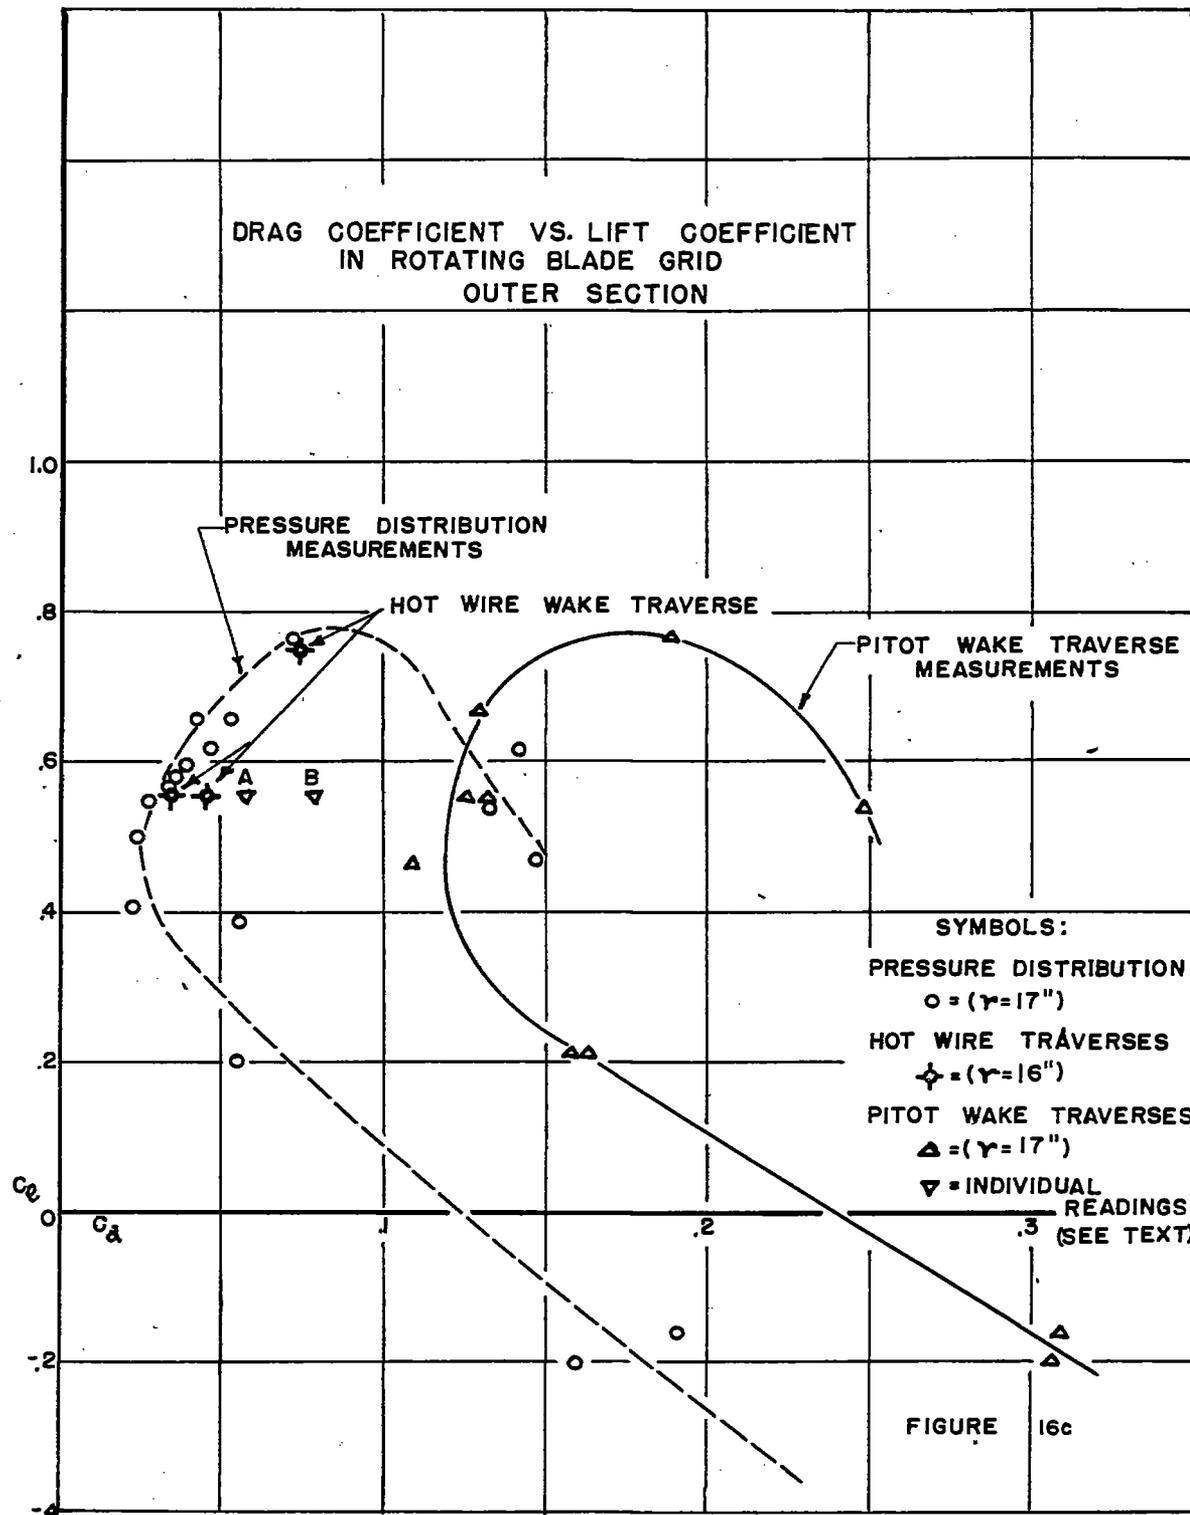 DRAG COEFFICIENT VS. LIFT COEFFICIENT
IN ROTATING BLADE GRID
OUTER SECTION
1.0
PRESSURE DISTRIBUTION
MEASUREMENTS
.8
HOT WIRE WAKE TRAVERSE
PITOT WAKE TRAVERSE
MEASUREMENTS
.6
A
B
.4
SYMBOLS:
PRESSURE DISTRIBUTION
= (r=17")
HOT WIRE TRAVERSES
= (r=16")
.2
PITOT WAKE TRAVERSES
= (r=17")
= INDIVIDUAL
READINGS
(SEE TEXT)
Cℓ
0
Cd
.1
.2
.3
-.2
FIGURE 16c
-.4